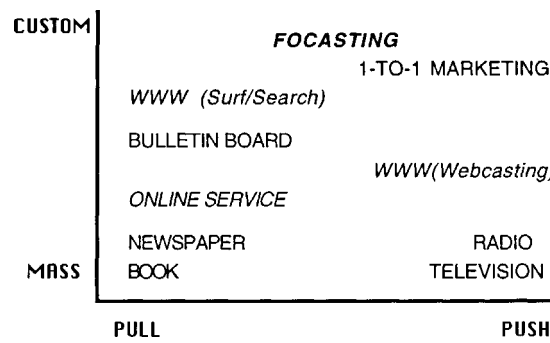 CUSTOM
FOCASTING
1-TO-1 MARKETING
WWW (Surf/Search)
BULLETIN BOARD
WWW(Webcasting)
ONLINE SERVICE
NEWSPAPER RADIO
MASS BOOK TELEVISION
PULL PUSH